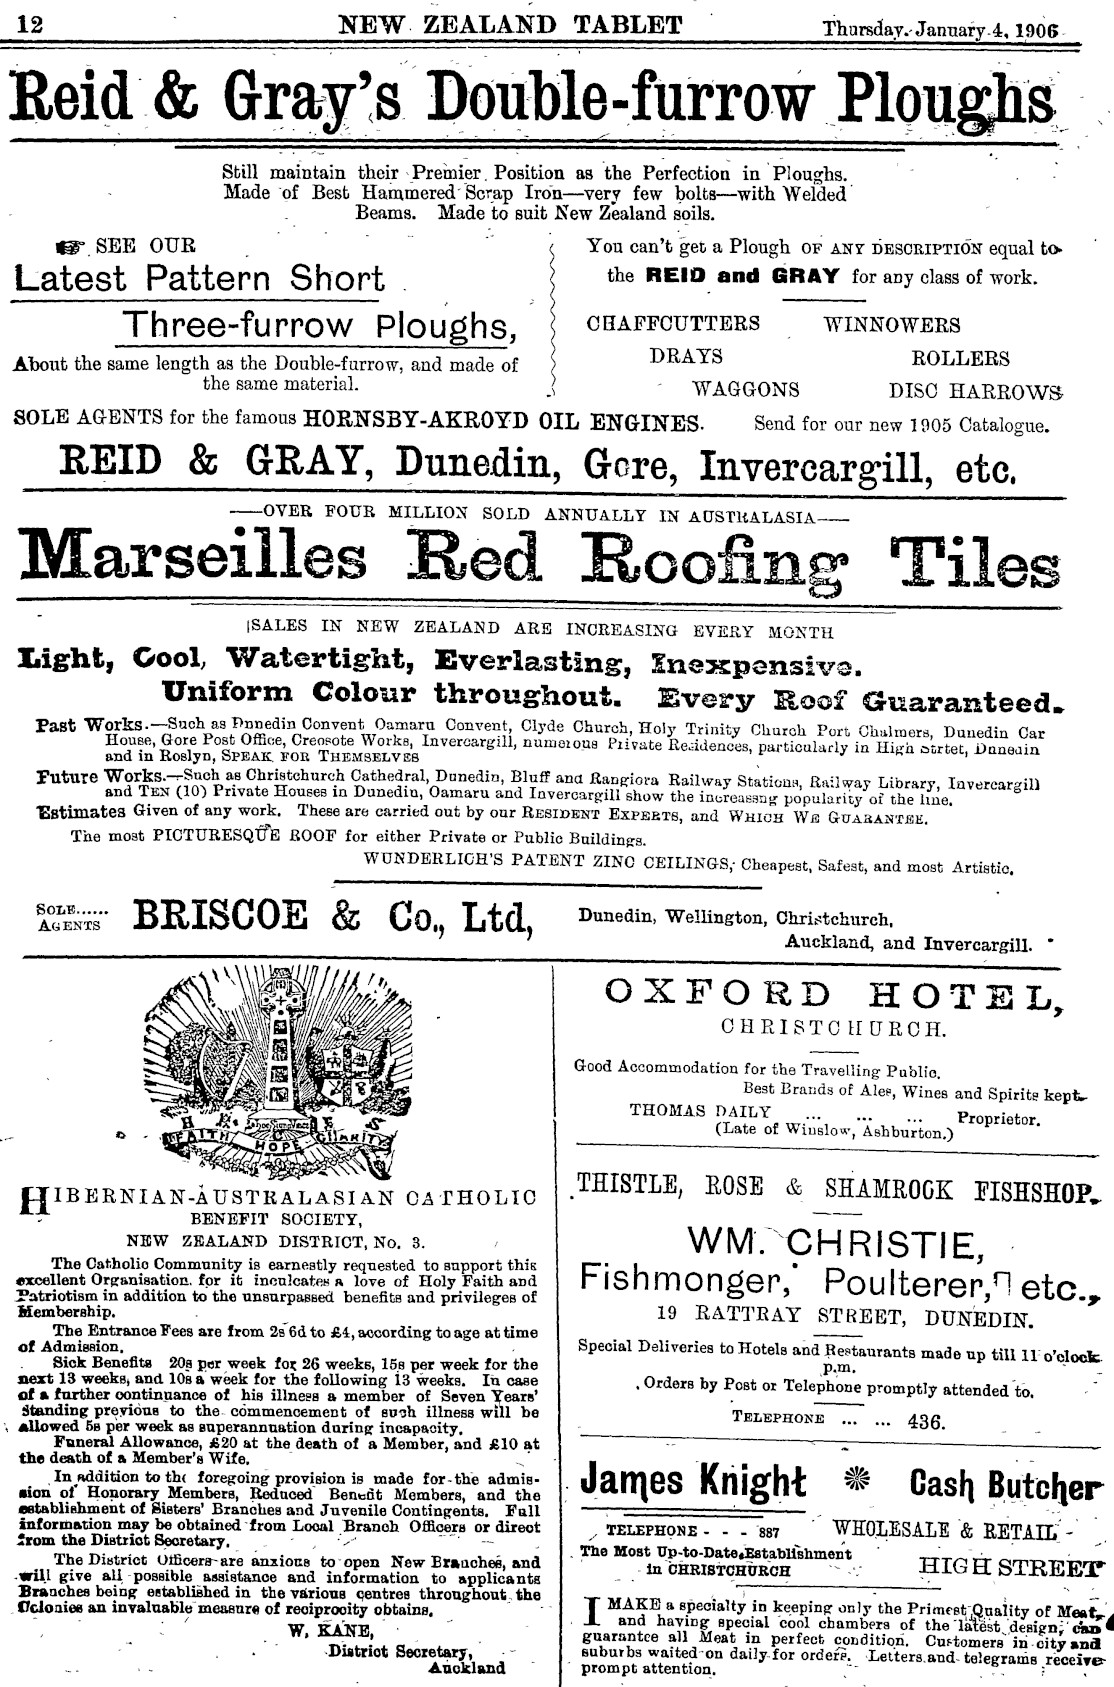 12
NEW ZEALAND TABLET
Thursday, January 4, 1906
Reid & Gray's Double-furrow Ploughs
Still maintain their Premier Position as the Perfection in Ploughs.
Made of Best Hammered Scrap Iron—very few bolts—with Welded
Beams. Made to suit New Zealand soils.
SEE OUR
Latest Pattern Short
Three-furrow Ploughs,
About the same length as the Double-furrow, and made of
the same material.
You can't get a Plough OF ANY DESCRIPTION equal to
the REID and GRAY for any class of work.
CHAFFCUTTERS WINNOWERS
DRAYS ROLLERS
WAGGONS DISC HARROWS
SOLE AGENTS for the famous HORNSBY-AKROYD OIL ENGINES. Send for our new 1905 Catalogue.
REID & GRAY, Dunedin, Gore, Invercargill, etc.
—OVER FOUR MILLION SOLD ANNUALLY IN AUSTRALASIA—
Marseilles Red Roofing Tiles
SALES IN NEW ZEALAND ARE INCREASING EVERY MONTH
Light, Cool, Watertight, Everlasting, Inexpensive.
Uniform Colour throughout. Every Roof Guaranteed.
Past Works.—Such as Dunedin Convent Oamaru Convent, Clyde Church, Holy Trinity Church Port Chalmers, Dunedin Car
House, Gore Post Office, Creosote Works, Invercargill, numerous Private Residences, particularly in High Strtet, Dunedin
and in Roslyn, SPEAK FOR THEMSELVES
Future Works.—Such as Christchurch Cathedral, Dunedin, Bluff and Rangiora Railway Stations, Railway Library, Invercargill
and TEN (10) Private Houses in Dunedin, Oamaru and Invercargill show the increassng popularity of the line.
Estimates Given of any work. These are carried out by our RESIDENT EXPERTS, and WHICH WE GUARANTEE.
The most PICTURESQUE ROOF for either Private or Public Buildings.
WUNDERLICH'S PATENT ZINC CEILINGS, Cheapest, Safest, and most Artistic.
SOLE......
AGENTS
BRISCOE & Co., Ltd,
Dunedin, Wellington, Christchurch,
Auckland, and Invercargill.
FAITH HOPE CHARITY
HIBERNIAN-AUSTRALASIAN CATHOLIC
BENEFIT SOCIETY,
NEW ZEALAND DISTRICT, No. 3.
The Catholic Community is earnestly requested to support this
excellent Organisation, for it inculcates a love of Holy Faith and
Patriotism in addition to the unsurpassed benefits and privileges of
Membership.
The Entrance Fees are from 2s 6d to £4, according to age at time
of Admission.
Sick Benefits 20s per week for 26 weeks, 15s per week for the
next 13 weeks, and 10s a week for the following 13 weeks. In case
of a further continuance of his illness a member of Seven Years'
Standing previous to the commencement of such illness will be
allowed 5s per week as superannuation during incapacity.
Funeral Allowance, £20 at the death of a Member, and £10 at
the death of a Member's Wife.
In addition to the foregoing provision is made for the admis-
sion of Honorary Members, Reduced Benefit Members, and the
establishment of Sisters' Branches and Juvenile Contingents. Full
information may be obtained from Local Branch Officers or direct
from the District Secretary.
The District Officers are anxious to open New Branches, and
will give all possible assistance and information to applicants
Branches being established in the various centres throughout the
Colonies an invaluable measure of reciprocity obtains.
W. KANE,
District Secretary,
Auckland
OXFORD HOTEL,
CHRISTCHURCH.
Good Accommodation for the Travelling Public.
Best Brands of Ales, Wines and Spirits kept.
THOMAS DAILY ... ... ... Proprietor.
(Late of Winslow, Ashburton.)
THISTLE, ROSE & SHAMROCK FISHSHOP.
WM. CHRISTIE,
Fishmonger, Poulterer, etc.,
19 RATTRAY STREET, DUNEDIN.
Special Deliveries to Hotels and Restaurants made up till 11 o'clock
p.m.
Orders by Post or Telephone promptly attended to.
TELEPHONE ... ... 436.
James Knight Cash Butcher
TELEPHONE - - - 887
WHOLESALE & RETAIL -
The Most Up-to-Date Establishment
in CHRISTCHURCH
HIGH STREET
I MAKE a specialty in keeping only the Primest Quality of Meat,
and having special cool chambers of the latest design, can
guarantee all Meat in perfect condition. Customers in city and
suburbs waited on daily for orders. Letters and telegrams receive
prompt attention.